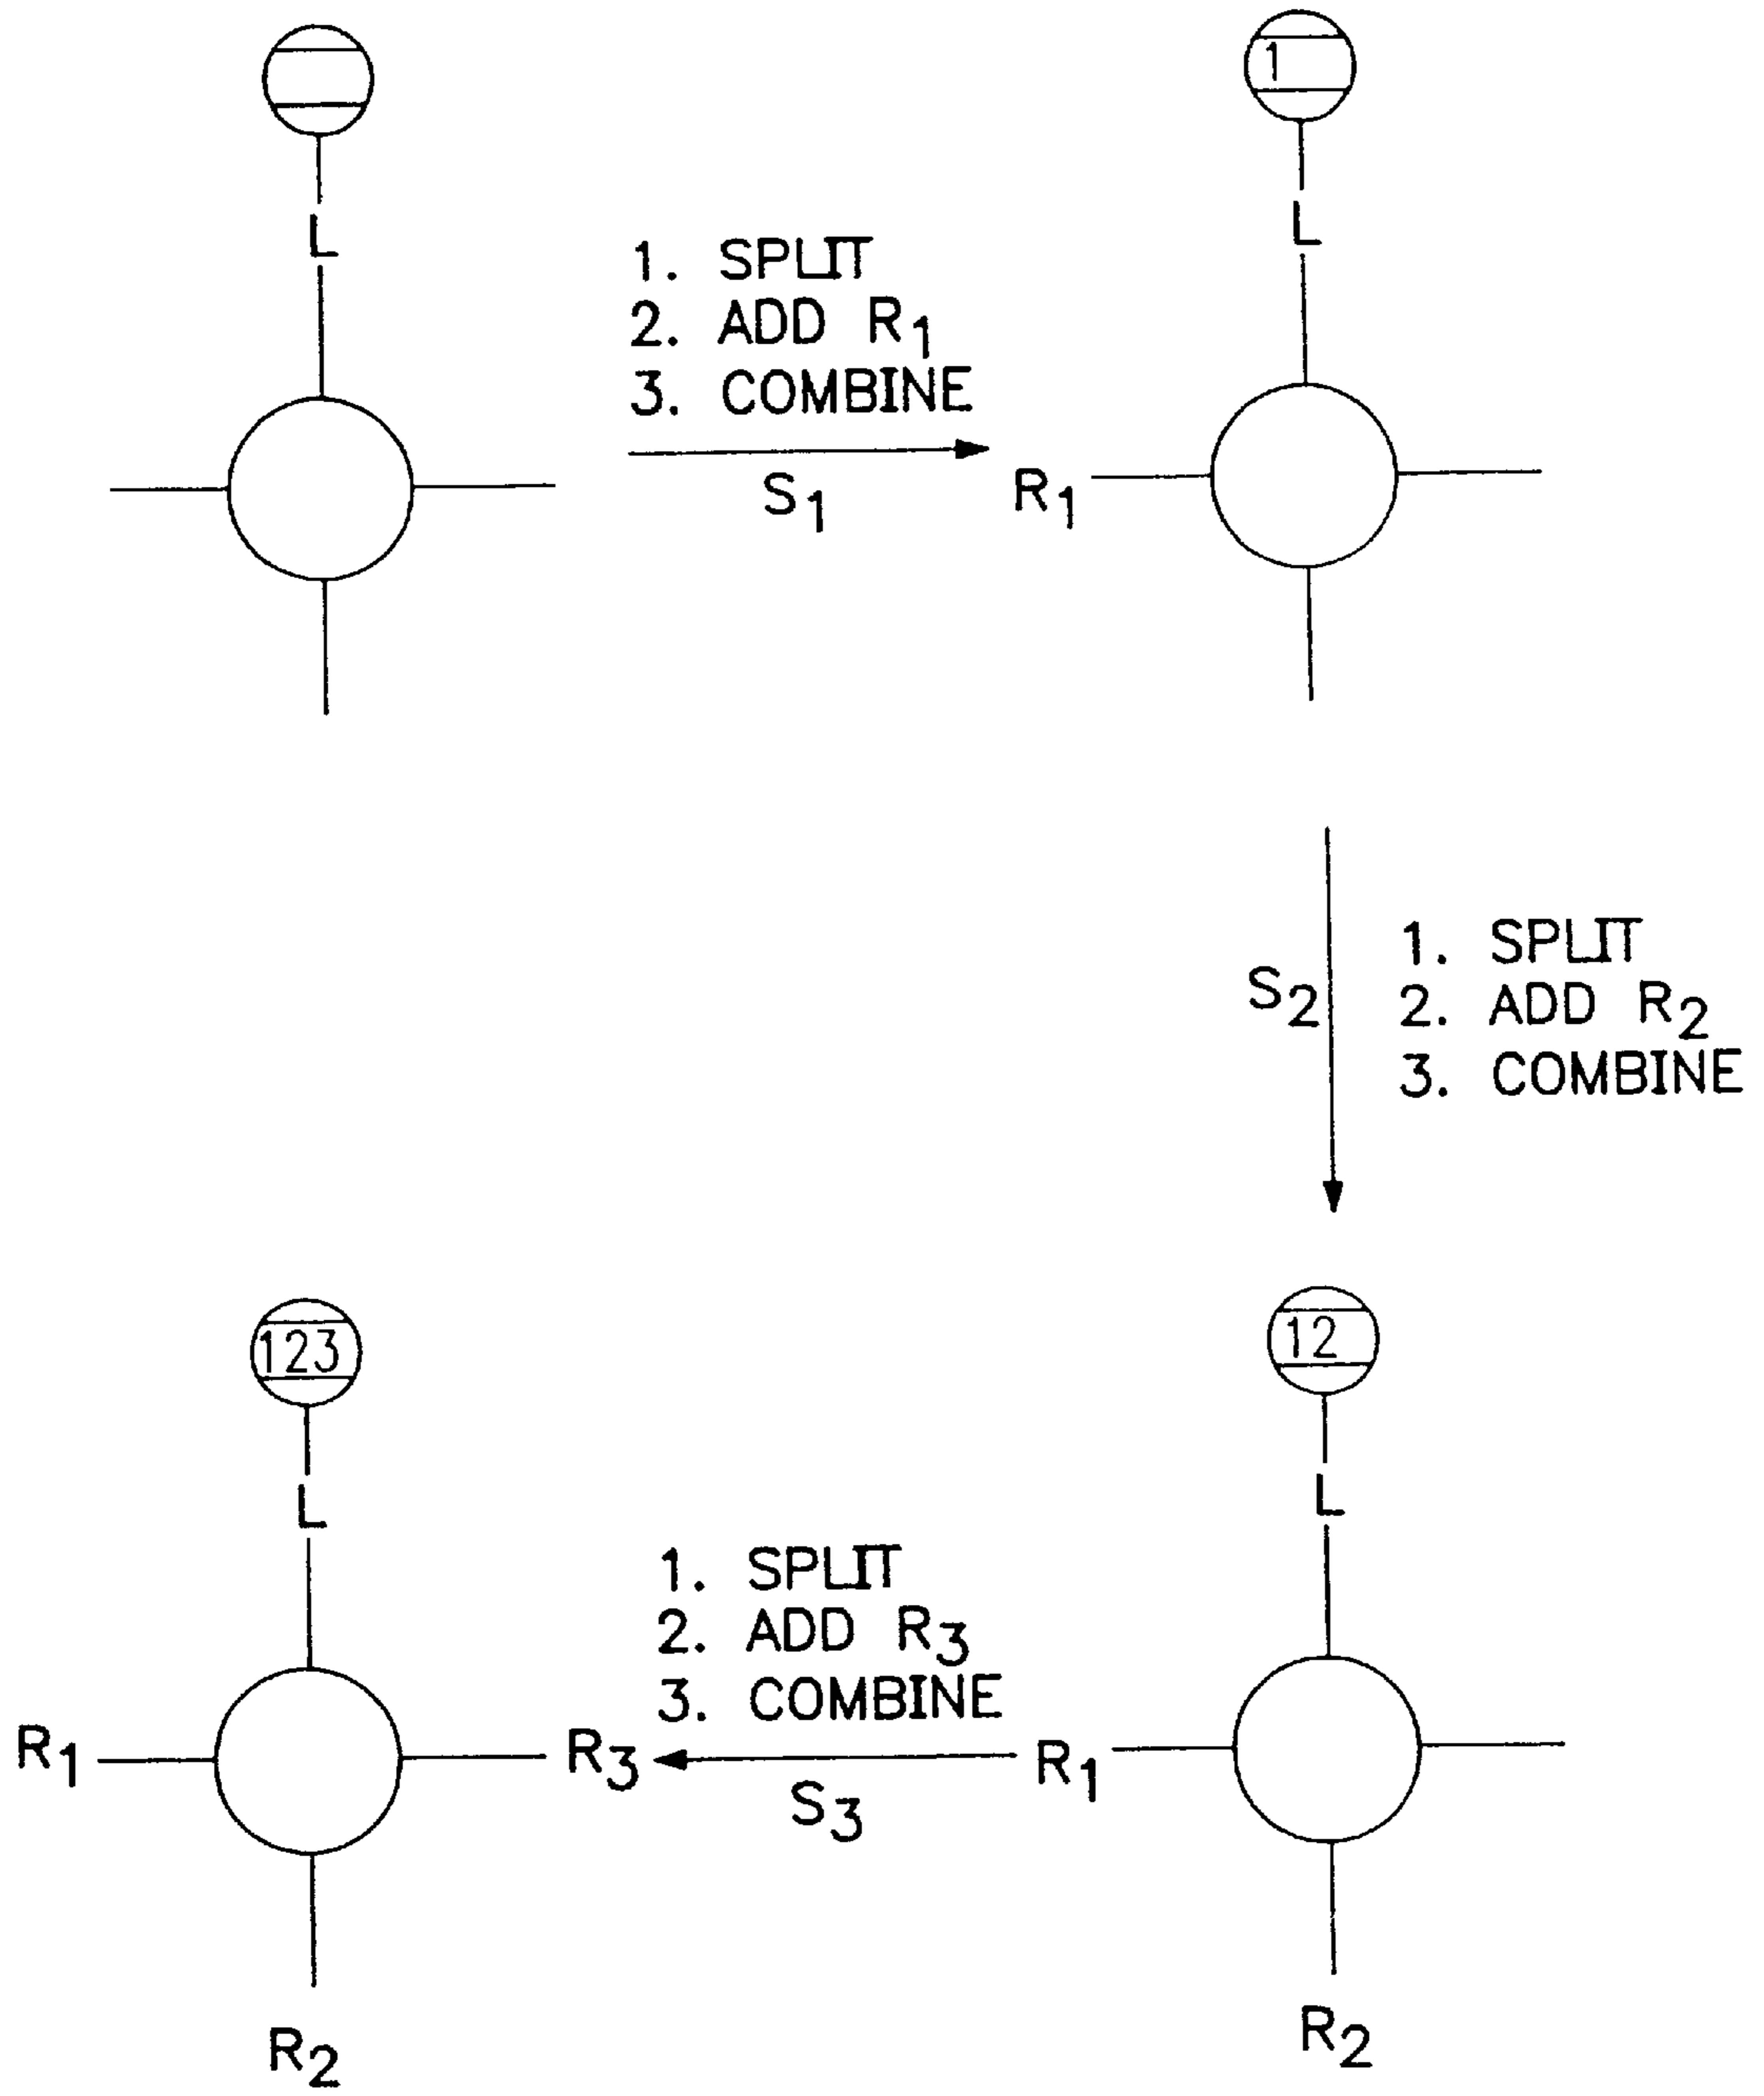 1
L
L
1. SPLIT
2. ADD R₁
3. COMBINE
S₁
R₁
S₂
1. SPLIT
2. ADD R₂
3. COMBINE
123
12
L
L
1. SPLIT
2. ADD R₃
3. COMBINE
R₁
R₃
S₃
R₁
R₂
R₂